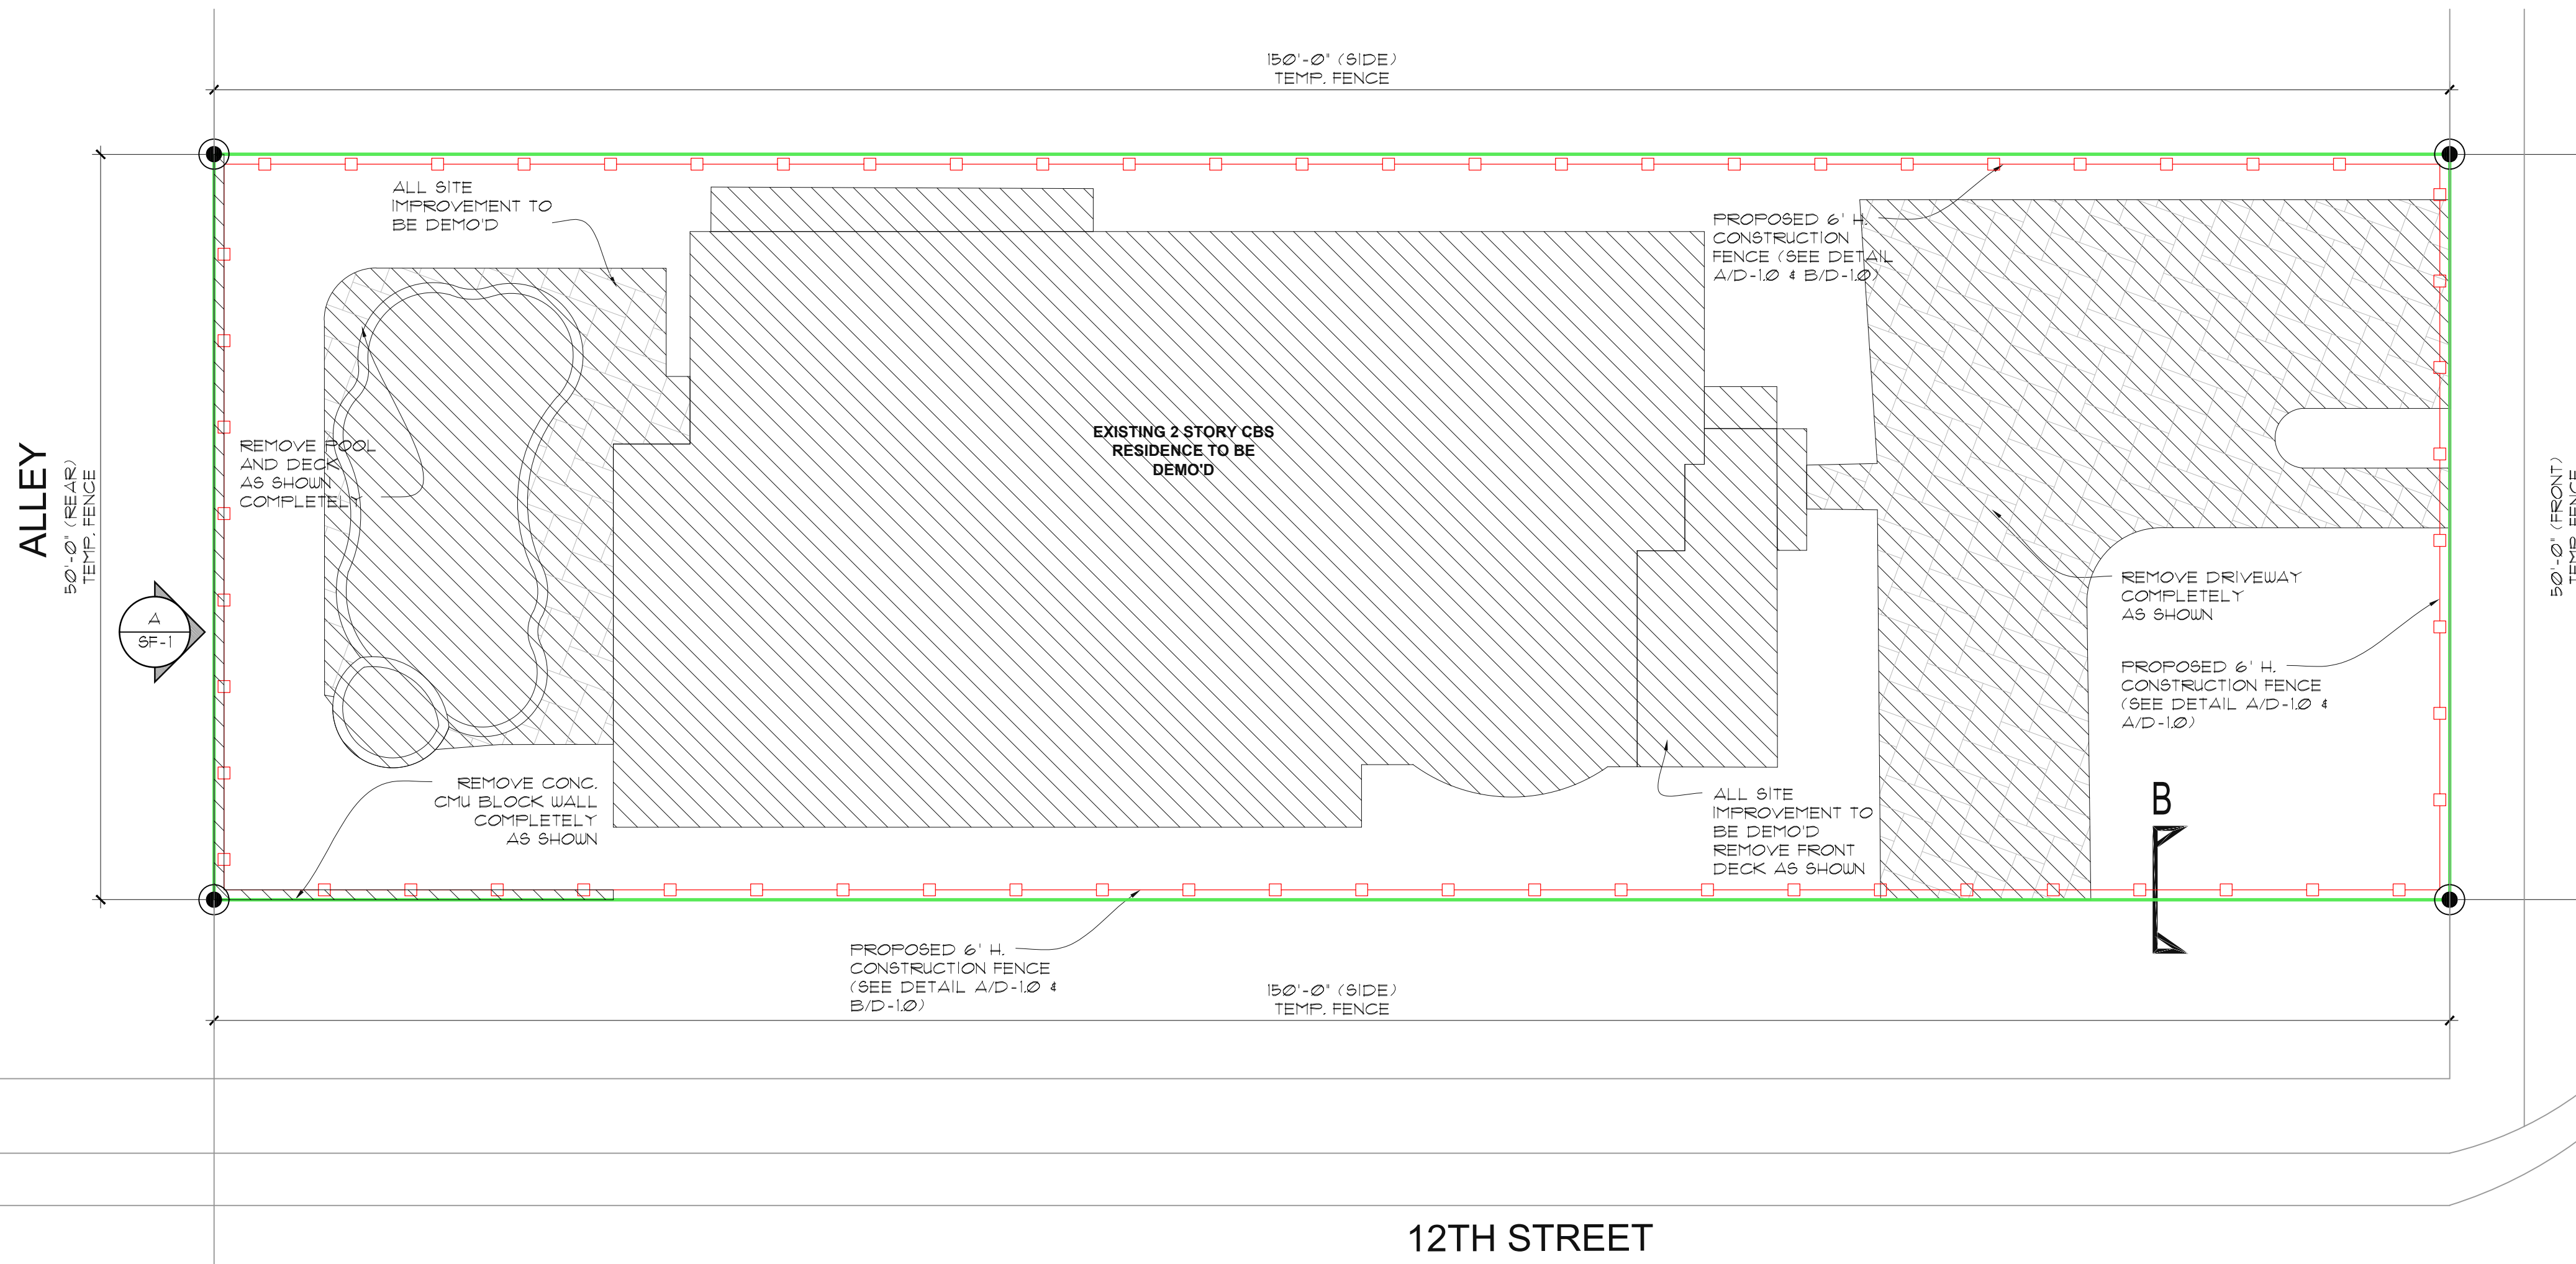 150'-0" (SIDE)
TEMP. FENCE
ALL SITE
IMPROVEMENT TO
BE DEMO'D
PROPOSED 6' H.
CONSTRUCTION
FENCE (SEE DETAIL
A/D-1.0 & B/D-1.0)
EXISTING 2 STORY CBS
RESIDENCE TO BE
DEMO'D
REMOVE POOL
AND DECK
AS SHOWN
COMPLETELY
ALLEY
50'-0" (REAR)
TEMP. FENCE
50'-0" (FRONT)
TEMP. FENCE
A
SF-1
REMOVE DRIVEWAY
COMPLETELY
AS SHOWN
PROPOSED 6' H.
CONSTRUCTION FENCE
(SEE DETAIL A/D-1.0 &
A/D-1.0)
REMOVE CONC.
CMU BLOCK WALL
COMPLETELY
AS SHOWN
ALL SITE
IMPROVEMENT TO
BE DEMO'D
REMOVE FRONT
DECK AS SHOWN
B
PROPOSED 6' H.
CONSTRUCTION FENCE
(SEE DETAIL A/D-1.0 &
B/D-1.0)
150'-0" (SIDE)
TEMP. FENCE
12TH STREET